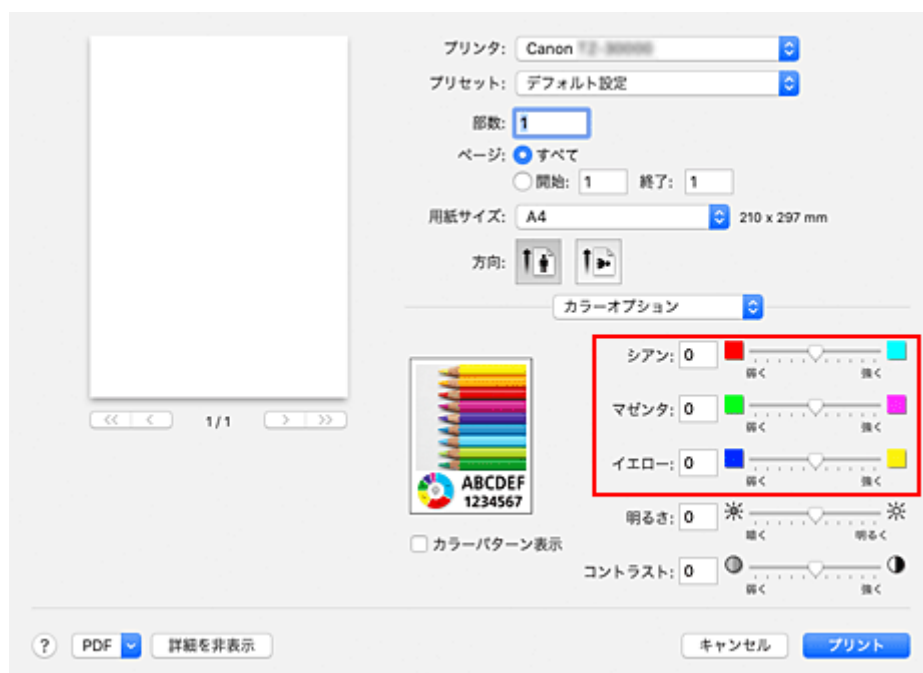 プリンタ: Canon
プリセット: デフォルト設定
部数: 1
ページ: すべて
開始: 1 終了: 1
用紙サイズ: A4 210 x 297 mm
方向:
カラーオプション
シアン: 0
弱く 強く
マゼンタ: 0
弱く 強く
イエロー: 0
弱く 強く
明るさ: 0
暗く 明るく
コントラスト: 0
弱く 強く
ABCDEF
1234567
カラーパターン表示
<< < 1/1 > >>
? PDF 詳細を非表示 キャンセル プリント